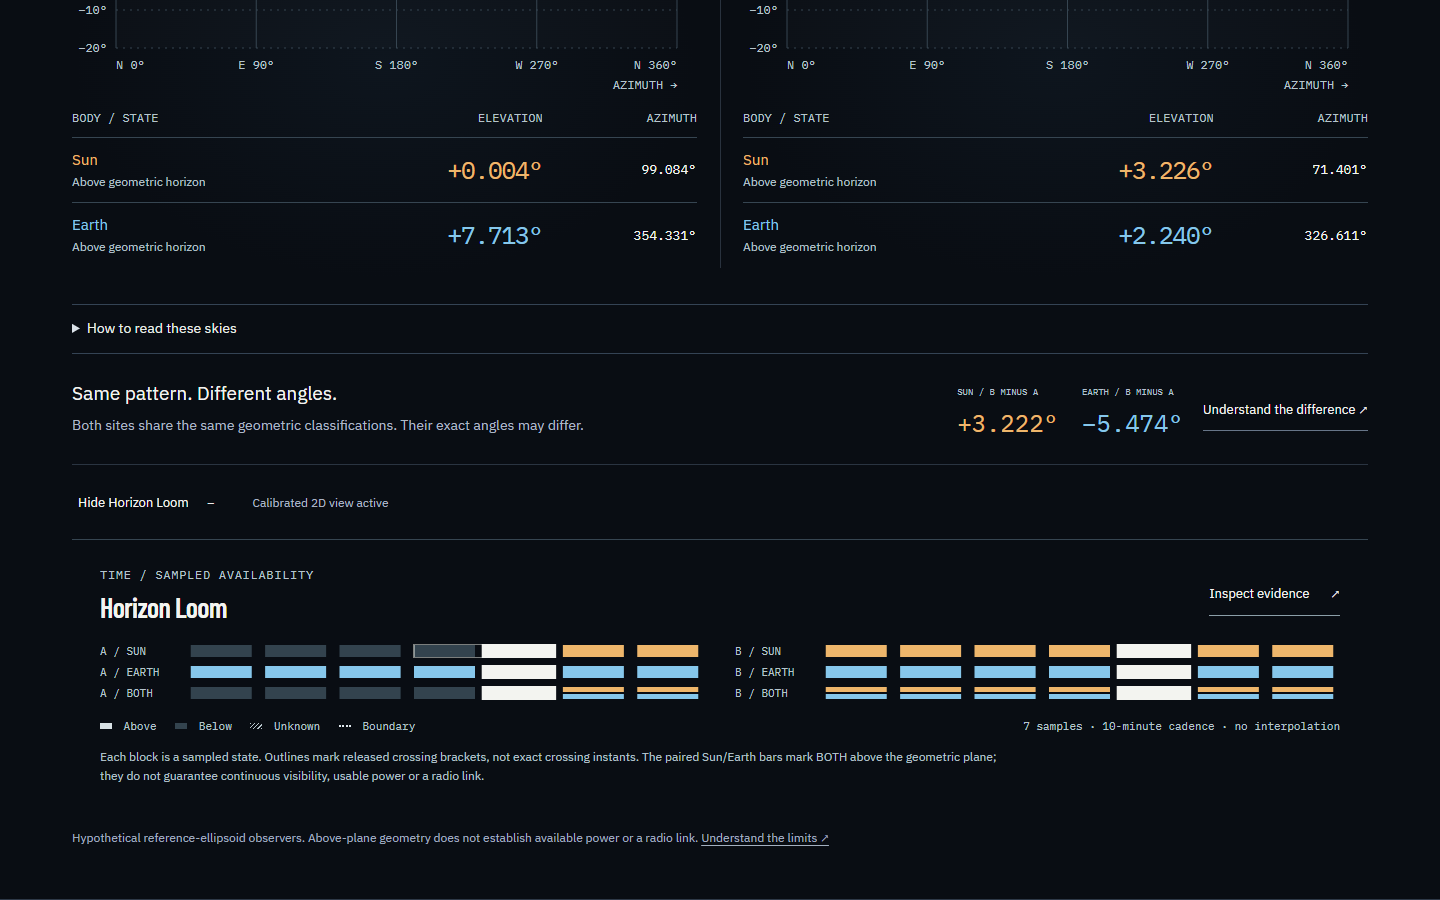 −10°
−20°
N 0° E 90° S 180° W 270° N 360°
AZIMUTH →
BODY / STATE ELEVATION AZIMUTH
Sun
Above geometric horizon
+0.004° 99.084°
Earth
Above geometric horizon
+7.713° 354.331°
−10°
−20°
N 0° E 90° S 180° W 270° N 360°
AZIMUTH →
BODY / STATE ELEVATION AZIMUTH
Sun
Above geometric horizon
+3.226° 71.401°
Earth
Above geometric horizon
+2.240° 326.611°
How to read these skies
Same pattern. Different angles.
Both sites share the same geometric classifications. Their exact angles may differ.
SUN / B MINUS A
+3.222°
EARTH / B MINUS A
−5.474°
Understand the difference ↗
Hide Horizon Loom − Calibrated 2D view active
TIME / SAMPLED AVAILABILITY
Horizon Loom
Inspect evidence ↗
A / SUN
A / EARTH
A / BOTH
B / SUN
B / EARTH
B / BOTH
Above Below Unknown Boundary
7 samples · 10-minute cadence · no interpolation
Each block is a sampled state. Outlines mark released crossing brackets, not exact crossing instants. The paired Sun/Earth bars mark BOTH above the geometric plane;
they do not guarantee continuous visibility, usable power or a radio link.
Hypothetical reference-ellipsoid observers. Above-plane geometry does not establish available power or a radio link. Understand the limits ↗